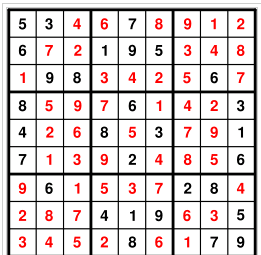 5 3 4 6 7 8 9 1 2
6 7 2 1 9 5 3 4 8
1 9 8 3 4 2 5 6 7
8 5 9 7 6 1 4 2 3
4 2 6 8 5 3 7 9 1
7 1 3 9 2 4 8 5 6
9 6 1 5 3 7 2 8 4
2 8 7 4 1 9 6 3 5
3 4 5 2 8 6 1 7 9